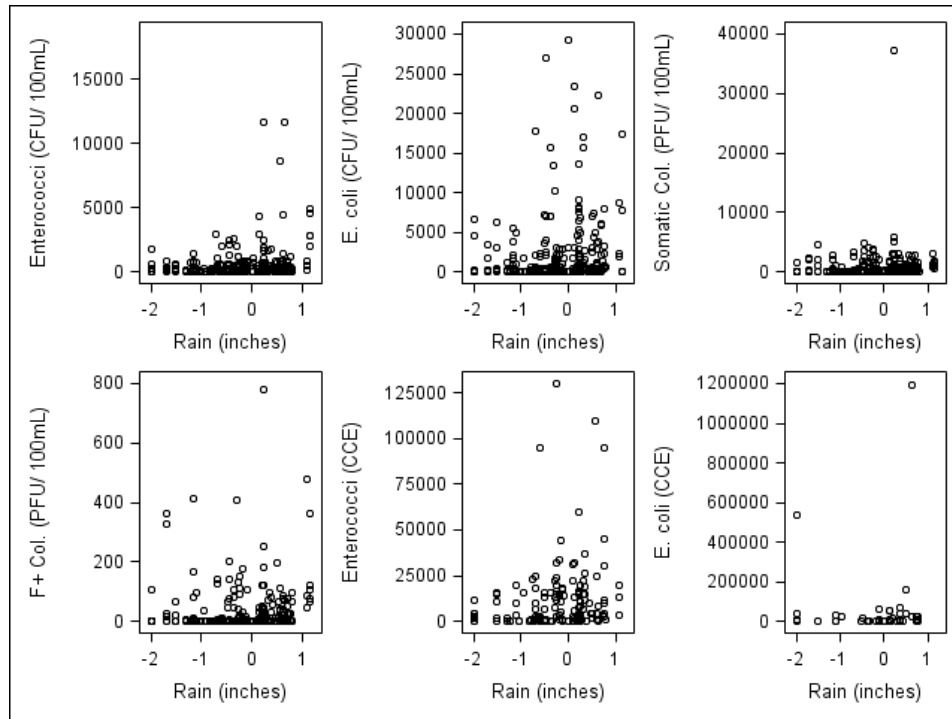 Enterococci (CFU/ 100mL)
15000
10000
5000
0
-2 -1 0 1
Rain (inches)
E. coli (CFU/ 100mL)
30000
25000
20000
15000
10000
5000
0
-2 -1 0 1
Rain (inches)
Somatic Col. (PFU/ 100mL)
40000
30000
20000
10000
0
-2 -1 0 1
Rain (inches)
F+ Col. (PFU/ 100mL)
800
600
400
200
0
-2 -1 0 1
Rain (inches)
Enterococci (CCE)
125000
100000
75000
50000
25000
0
-2 -1 0 1
Rain (inches)
E. coli (CCE)
1200000
1000000
800000
600000
400000
200000
0
-2 -1 0 1
Rain (inches)